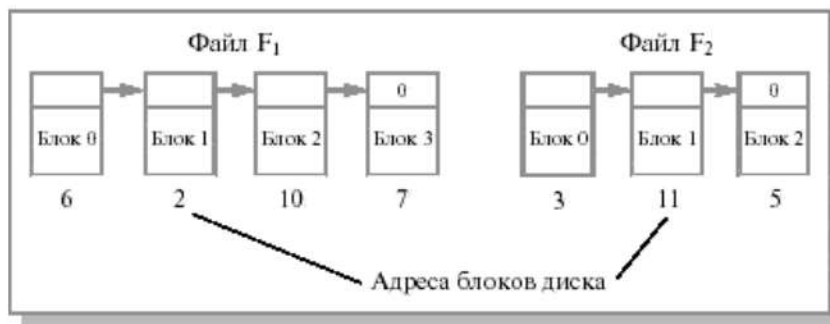 Файл F1 Файл F2
0 0
Блок 0 Блок 1 Блок 2 Блок 3 Блок 0 Блок 1 Блок 2
6 2 10 7 3 11 5
Адреса блоков диска